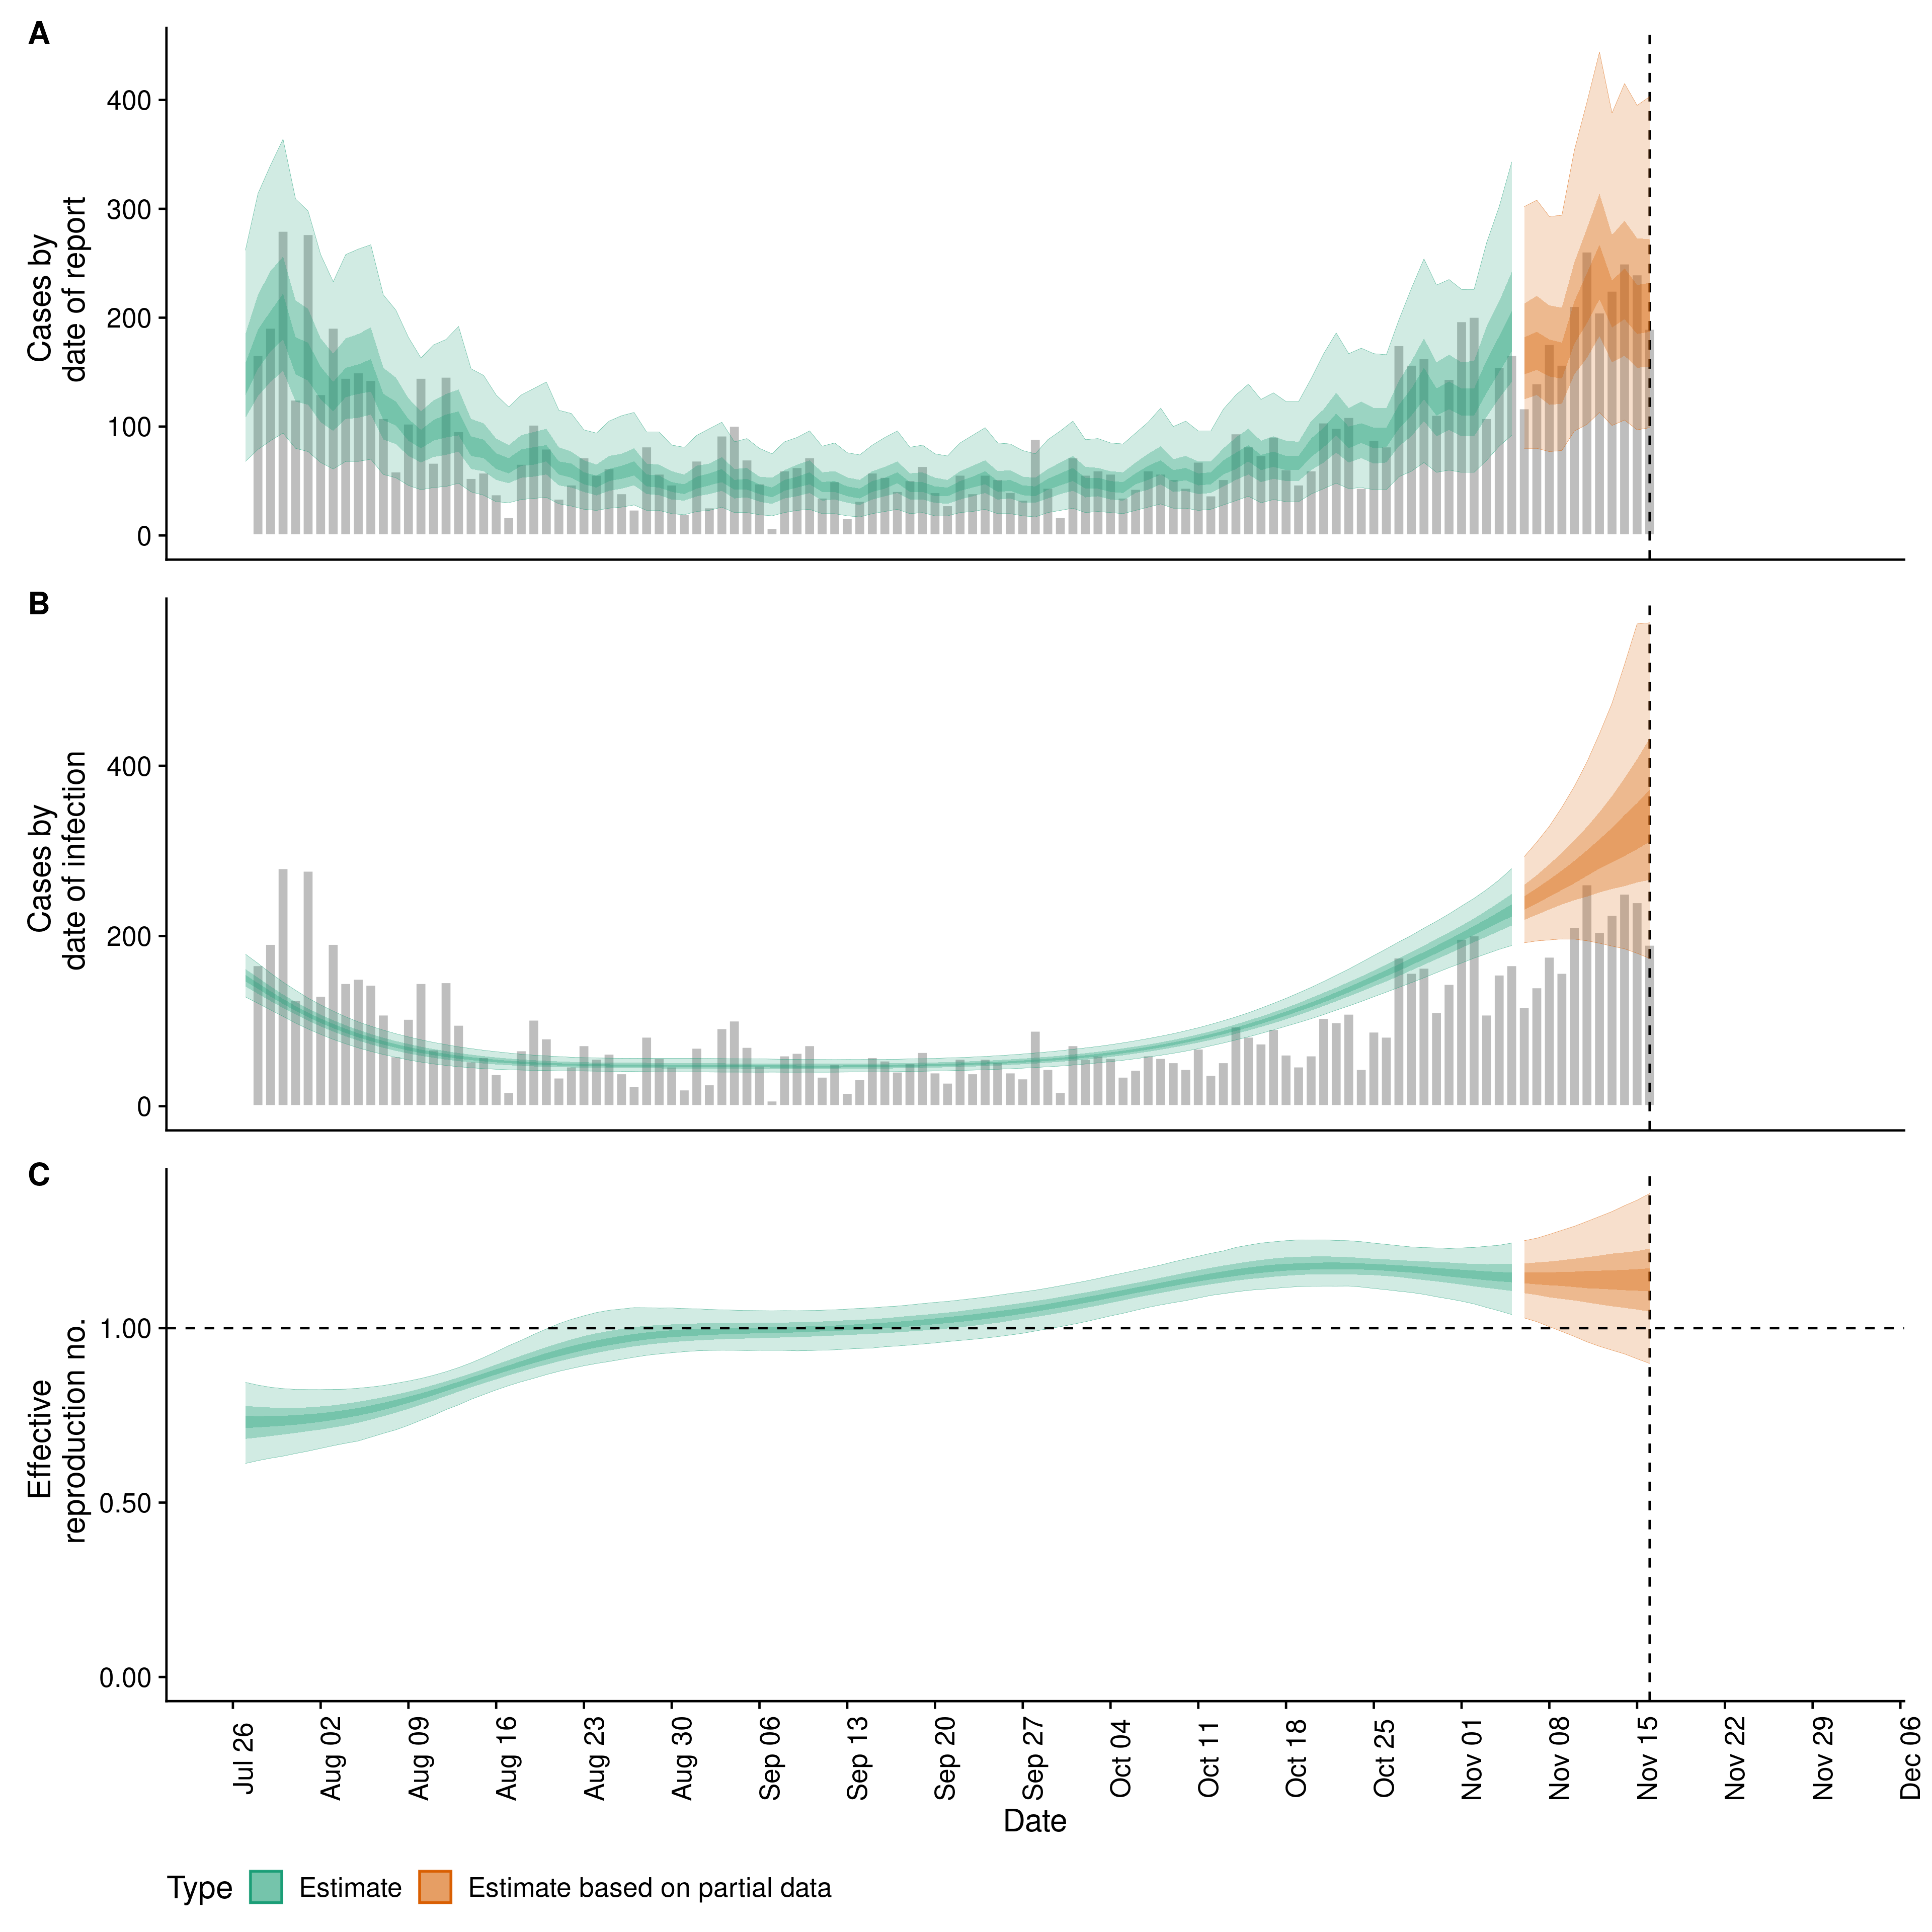 A
Cases by
date of report
400
300
200
100
0
B
Cases by
date of infection
400
200
0
C
Effective
reproduction no.
1.00
0.50
0.00
Jul 26
Aug 02
Aug 09
Aug 16
Aug 23
Aug 30
Sep 06
Sep 13
Sep 20
Sep 27
Oct 04
Oct 11
Oct 18
Oct 25
Nov 01
Nov 08
Nov 15
Nov 22
Nov 29
Dec 06
Date
Type Estimate Estimate based on partial data